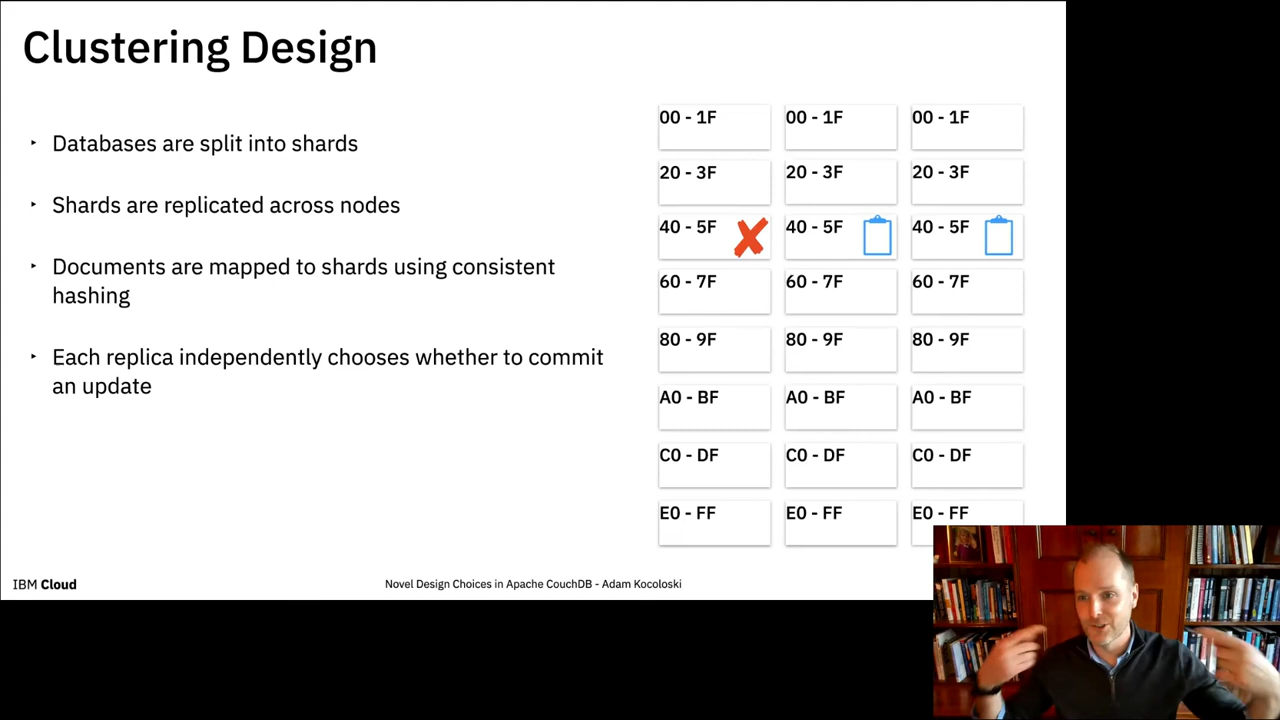 Clustering Design
‣ Databases are split into shards
‣ Shards are replicated across nodes
‣ Documents are mapped to shards using consistent
hashing
‣ Each replica independently chooses whether to commit
an update
00 - 1F 00 - 1F 00 - 1F
20 - 3F 20 - 3F 20 - 3F
40 - 5F 40 - 5F 40 - 5F
60 - 7F 60 - 7F 60 - 7F
80 - 9F 80 - 9F 80 - 9F
A0 - BF A0 - BF A0 - BF
C0 - DF C0 - DF C0 - DF
E0 - FF E0 - FF E0 - FF
IBM Cloud
Novel Design Choices in Apache CouchDB - Adam Kocoloski